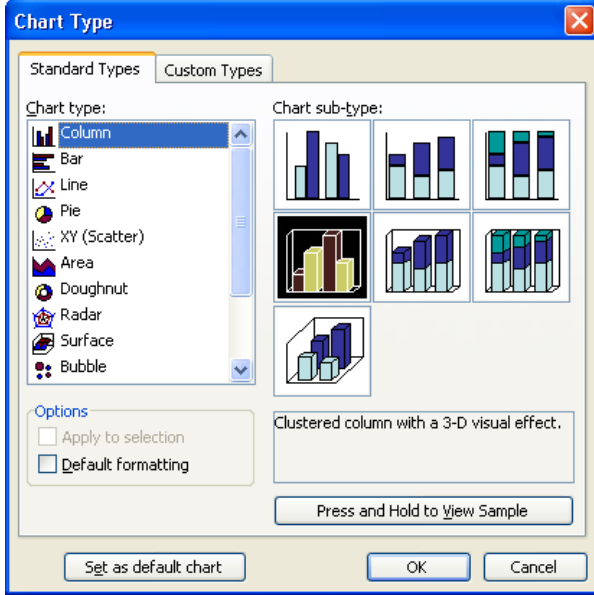 Chart Type
Standard Types
Custom Types
Chart type:
Column
Bar
Line
Pie
XY (Scatter)
Area
Doughnut
Radar
Surface
Bubble
Chart sub-type:
Options
Apply to selection
Default formatting
Clustered column with a 3-D visual effect.
Press and Hold to View Sample
Set as default chart
OK
Cancel